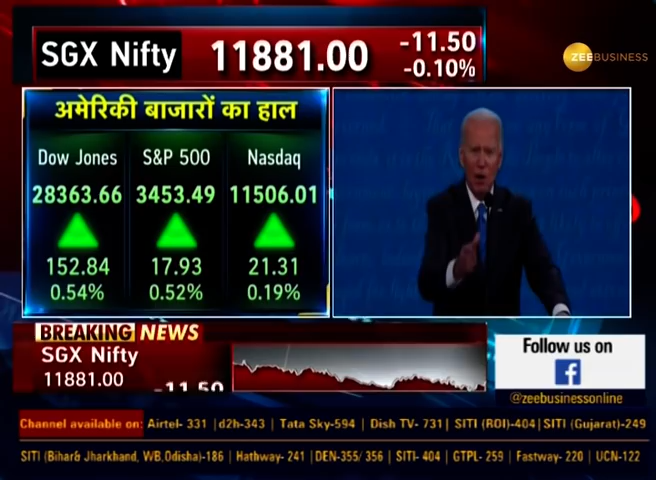 SGX Nifty 11881.00 -11.50
-0.10%
ZEE BUSINESS
अमेरिकी बाजारों का हाल
Dow Jones S&P 500 Nasdaq
28363.66 3453.49 11506.01
152.84 17.93 21.31
0.54% 0.52% 0.19%
BREAKING NEWS
SGX Nifty
11881.00 -11.50
Follow us on
@zeebusinessonline
Channel available on: Airtel- 331 | d2h-343 | Tata Sky-594 | Dish TV- 731 | SITI (ROI)-404 | SITI (Gujarat)-249
SITI (Bihar & Jharkhand, WB, Odisha)-186 | Hathway- 241 | DEN-355/ 356 | SITI- 404 | GTPL- 259 | Fastway- 220 | UCN-122